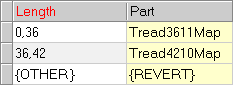 Length Part
0,36 Tread3611Map
36,42 Tread4210Map
{OTHER} {REVERT}